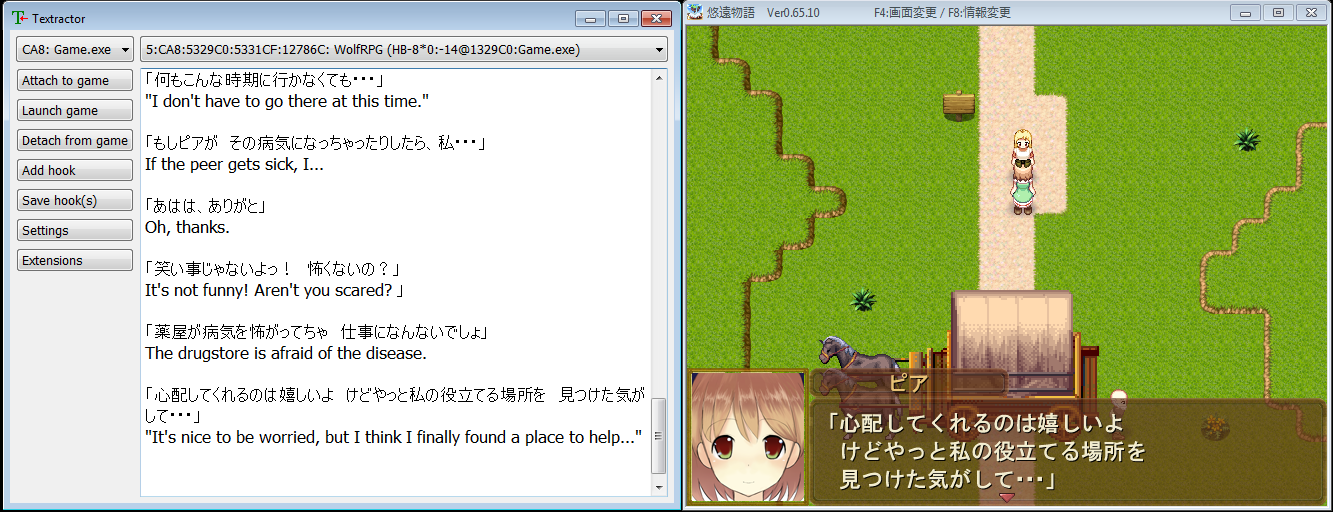 Textractor
CA8: Game.exe
5:CA8:5329C0:5331CF:12786C: WolfRPG (HB-8*0:-14@1329C0:Game.exe)
Attach to game
Launch game
Detach from game
Add hook
Save hook(s)
Settings
Extensions
「何もこんな時期に行かなくても・・・」
"I don't have to go there at this time."
「もしピアが　その病気になっちゃったりしたら、私・・・」
If the peer gets sick, I...
「あはは、ありがと」
Oh, thanks.
「笑い事じゃないよっ！　怖くないの？」
It's not funny! Aren't you scared? 」
「薬屋が病気を怖がってちゃ　仕事になんないでしょ」
The drugstore is afraid of the disease.
「心配してくれるのは嬉しいよ　けどやっと私の役立てる場所を　見つけた気が
して・・・」
"It's nice to be worried, but I think I finally found a place to help..."
悠遠物語　Ver0.65.10　F4:画面変更 / F8:情報変更
ピア
「心配してくれるのは嬉しいよ
けどやっと私の役立てる場所を
見つけた気がして・・・」